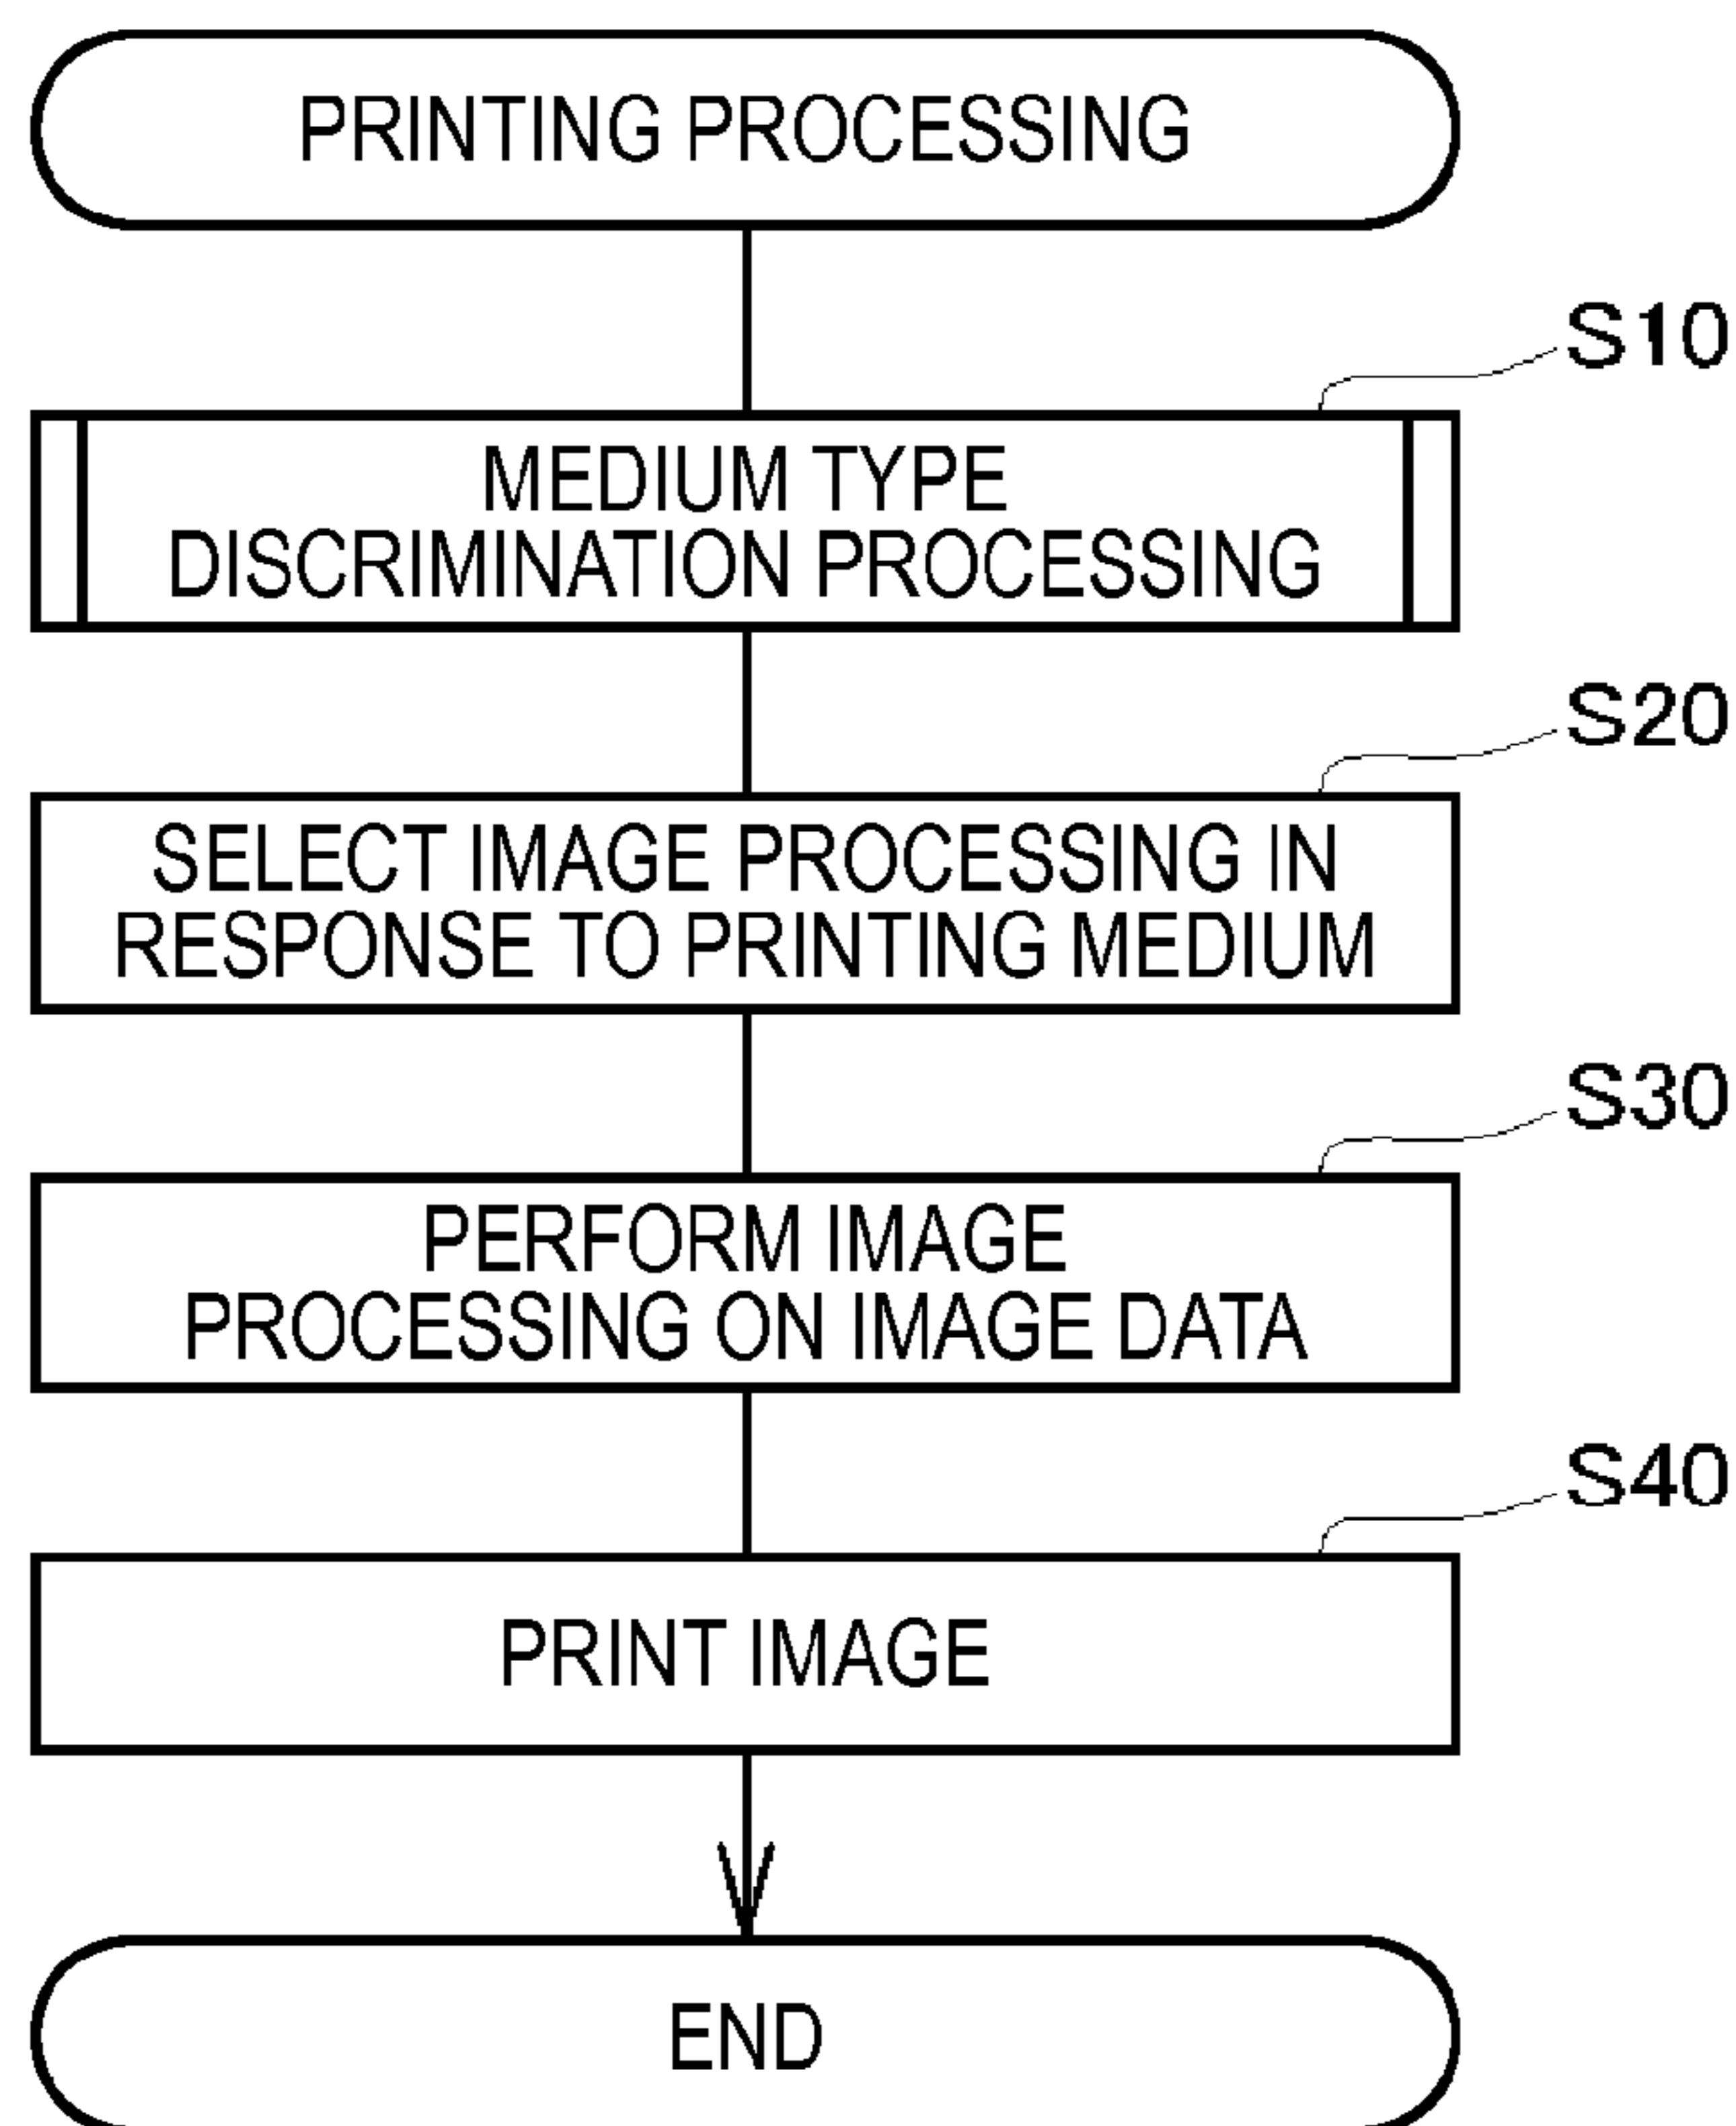 PRINTING PROCESSING
S10
MEDIUM TYPE
DISCRIMINATION PROCESSING
S20
SELECT IMAGE PROCESSING IN
RESPONSE TO PRINTING MEDIUM
S30
PERFORM IMAGE
PROCESSING ON IMAGE DATA
S40
PRINT IMAGE
END